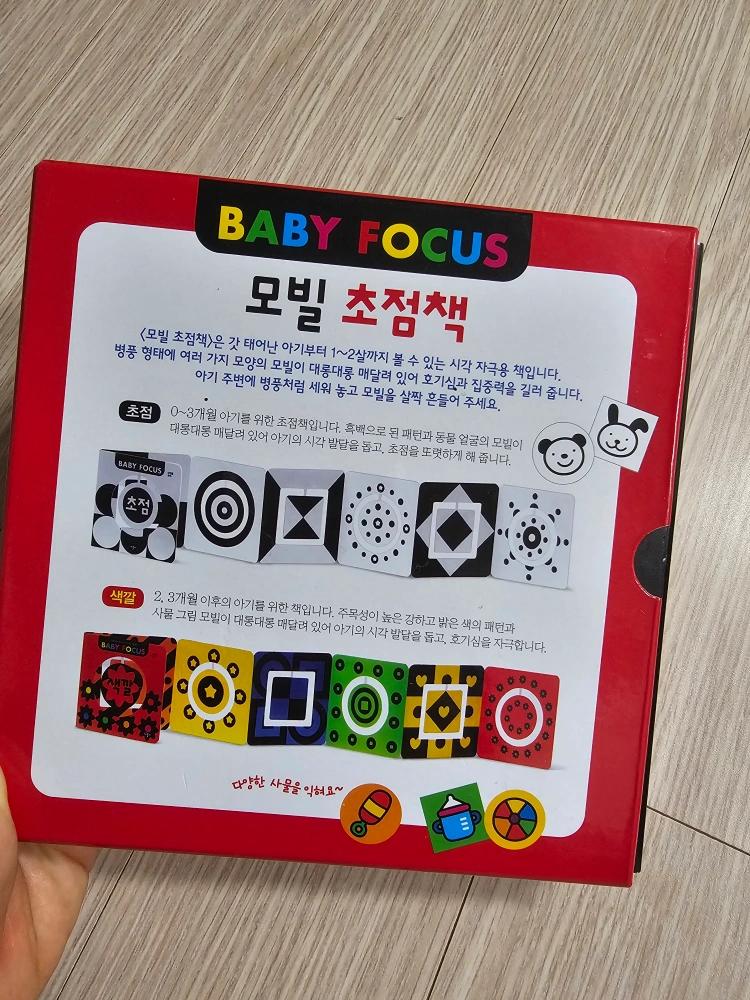 BABY FOCUS
모빌 초점책
〈모빌 초점책〉은 갓 태어난 아기부터 1~2살까지 볼 수 있는 시각 자극용 책입니다.
병풍 형태에 여러 가지 모양의 모빌이 대롱대롱 매달려 있어 호기심과 집중력을 길러 줍니다.
아기 주변에 병풍처럼 세워 놓고 모빌을 살짝 흔들어 주세요.
초점
0~3개월 아기를 위한 초점책입니다. 흑백으로 된 패턴과 동물 얼굴의 모빌이
대롱대롱 매달려 있어 아기의 시각 발달을 돕고, 초점을 또렷하게 해 줍니다.
BABY FOCUS
초점
색깔
2, 3개월 이후의 아기를 위한 책입니다. 주목성이 높은 강하고 밝은 색의 패턴과
사물 그림 모빌이 대롱대롱 매달려 있어 아기의 시각 발달을 돕고, 호기심을 자극합니다.
BABY FOCUS
색깔
다양한 사물을 익혀요~